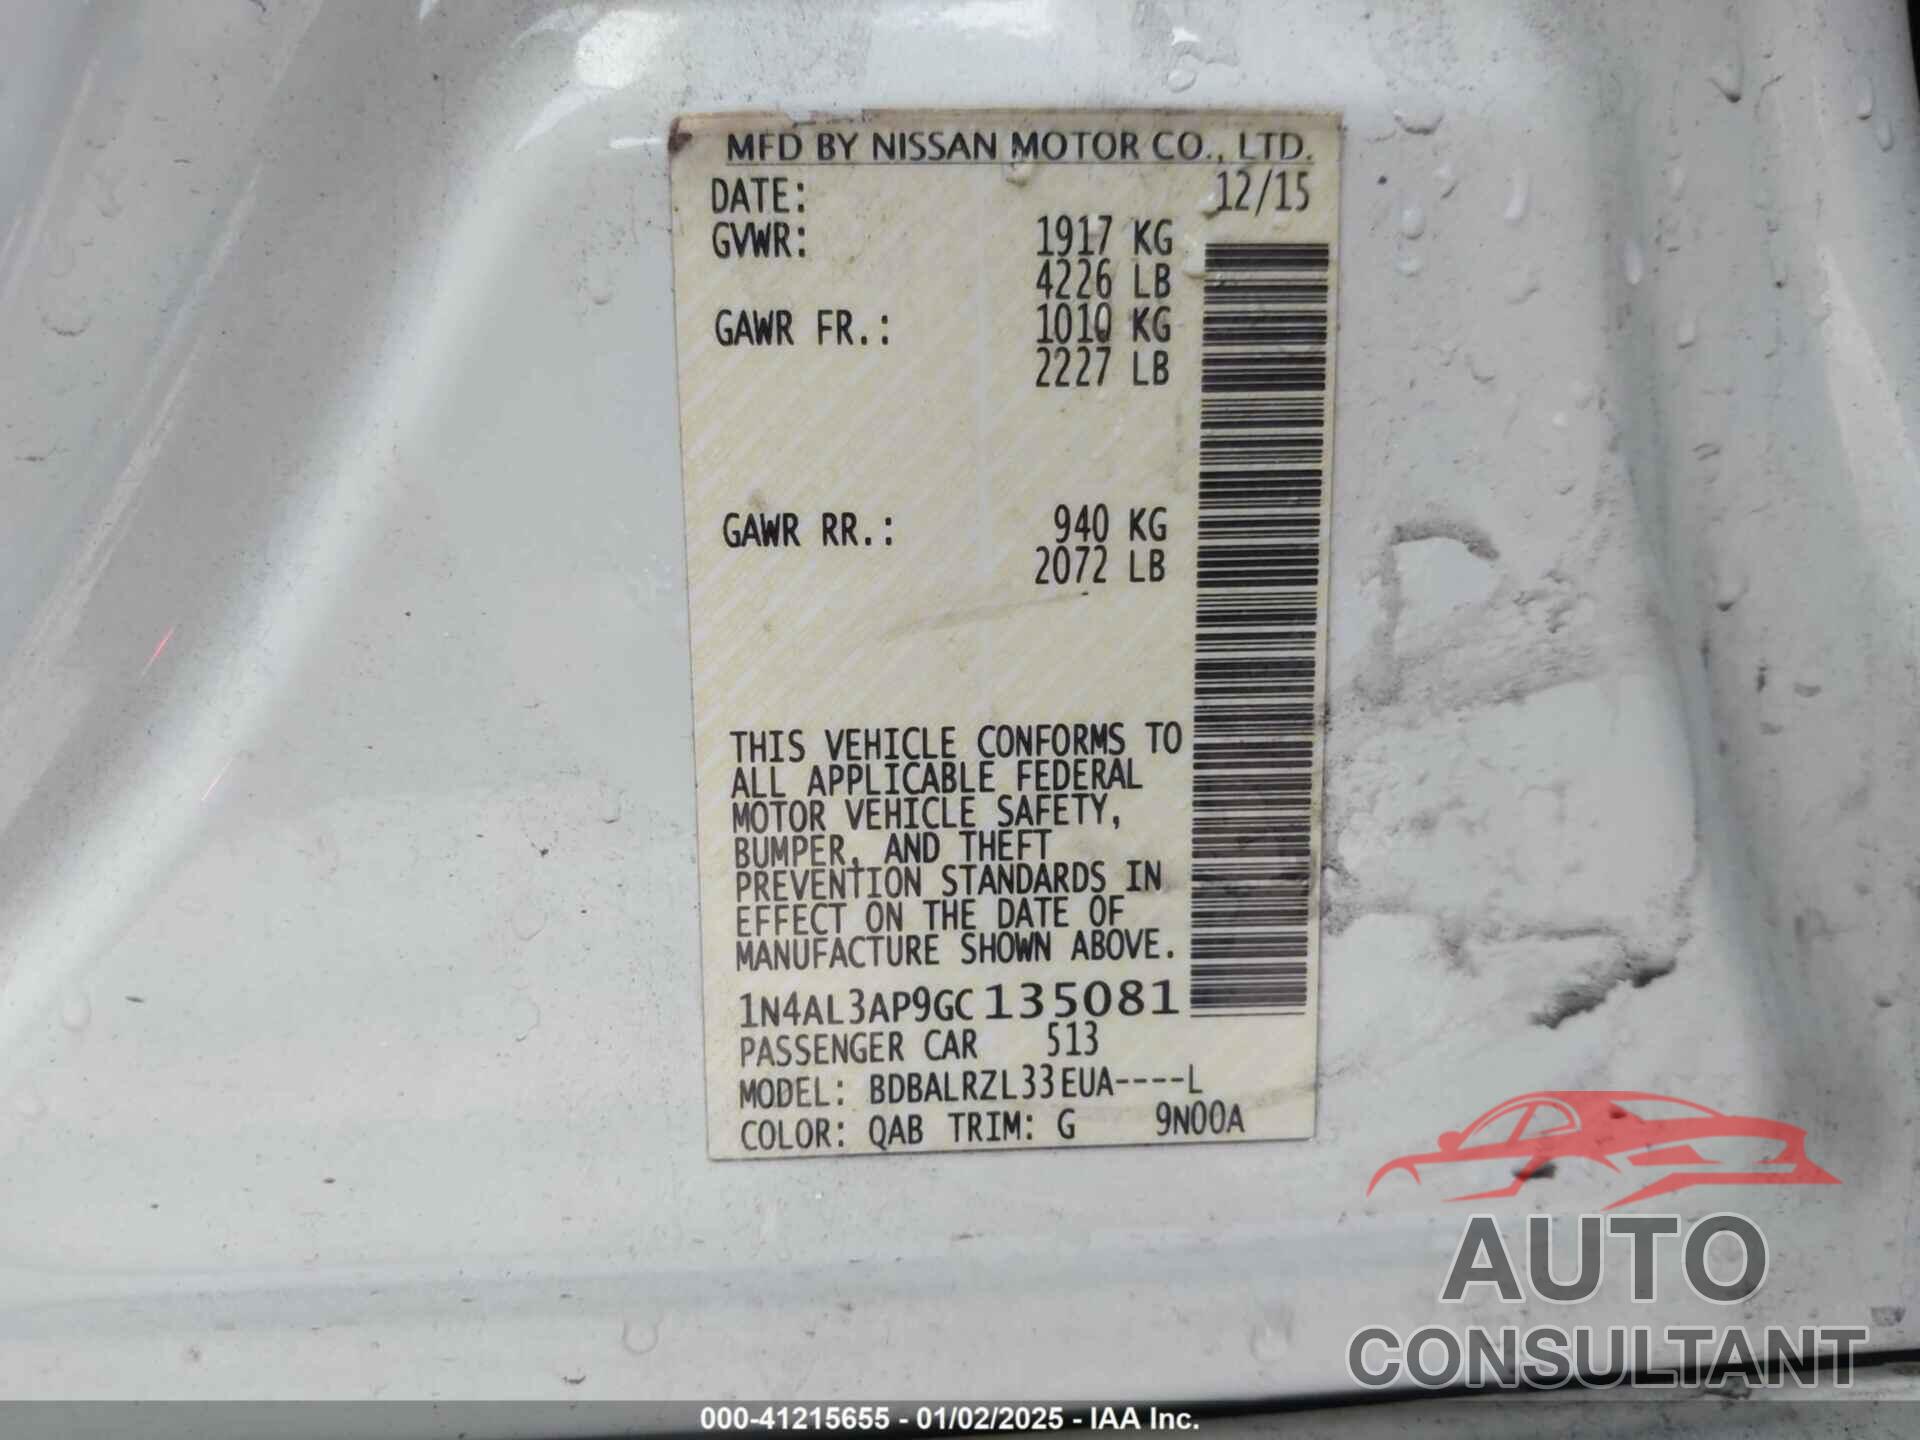 MFD BY NISSAN MOTOR CO., LTD.
DATE: 12/15
GVWR: 1917 KG
4226 LB
GAWR FR.: 1010 KG
2227 LB
GAWR RR.: 940 KG
2072 LB
THIS VEHICLE CONFORMS TO
ALL APPLICABLE FEDERAL
MOTOR VEHICLE SAFETY,
BUMPER, AND THEFT
PREVENTION STANDARDS IN
EFFECT ON THE DATE OF
MANUFACTURE SHOWN ABOVE.
1N4AL3AP9GC135081
PASSENGER CAR 513
MODEL: BDBALRZL33EUA----L
COLOR: QAB TRIM: G 9N00A
AUTO
CONSULTANT
000-41215655 - 01/02/2025 - IAA Inc.